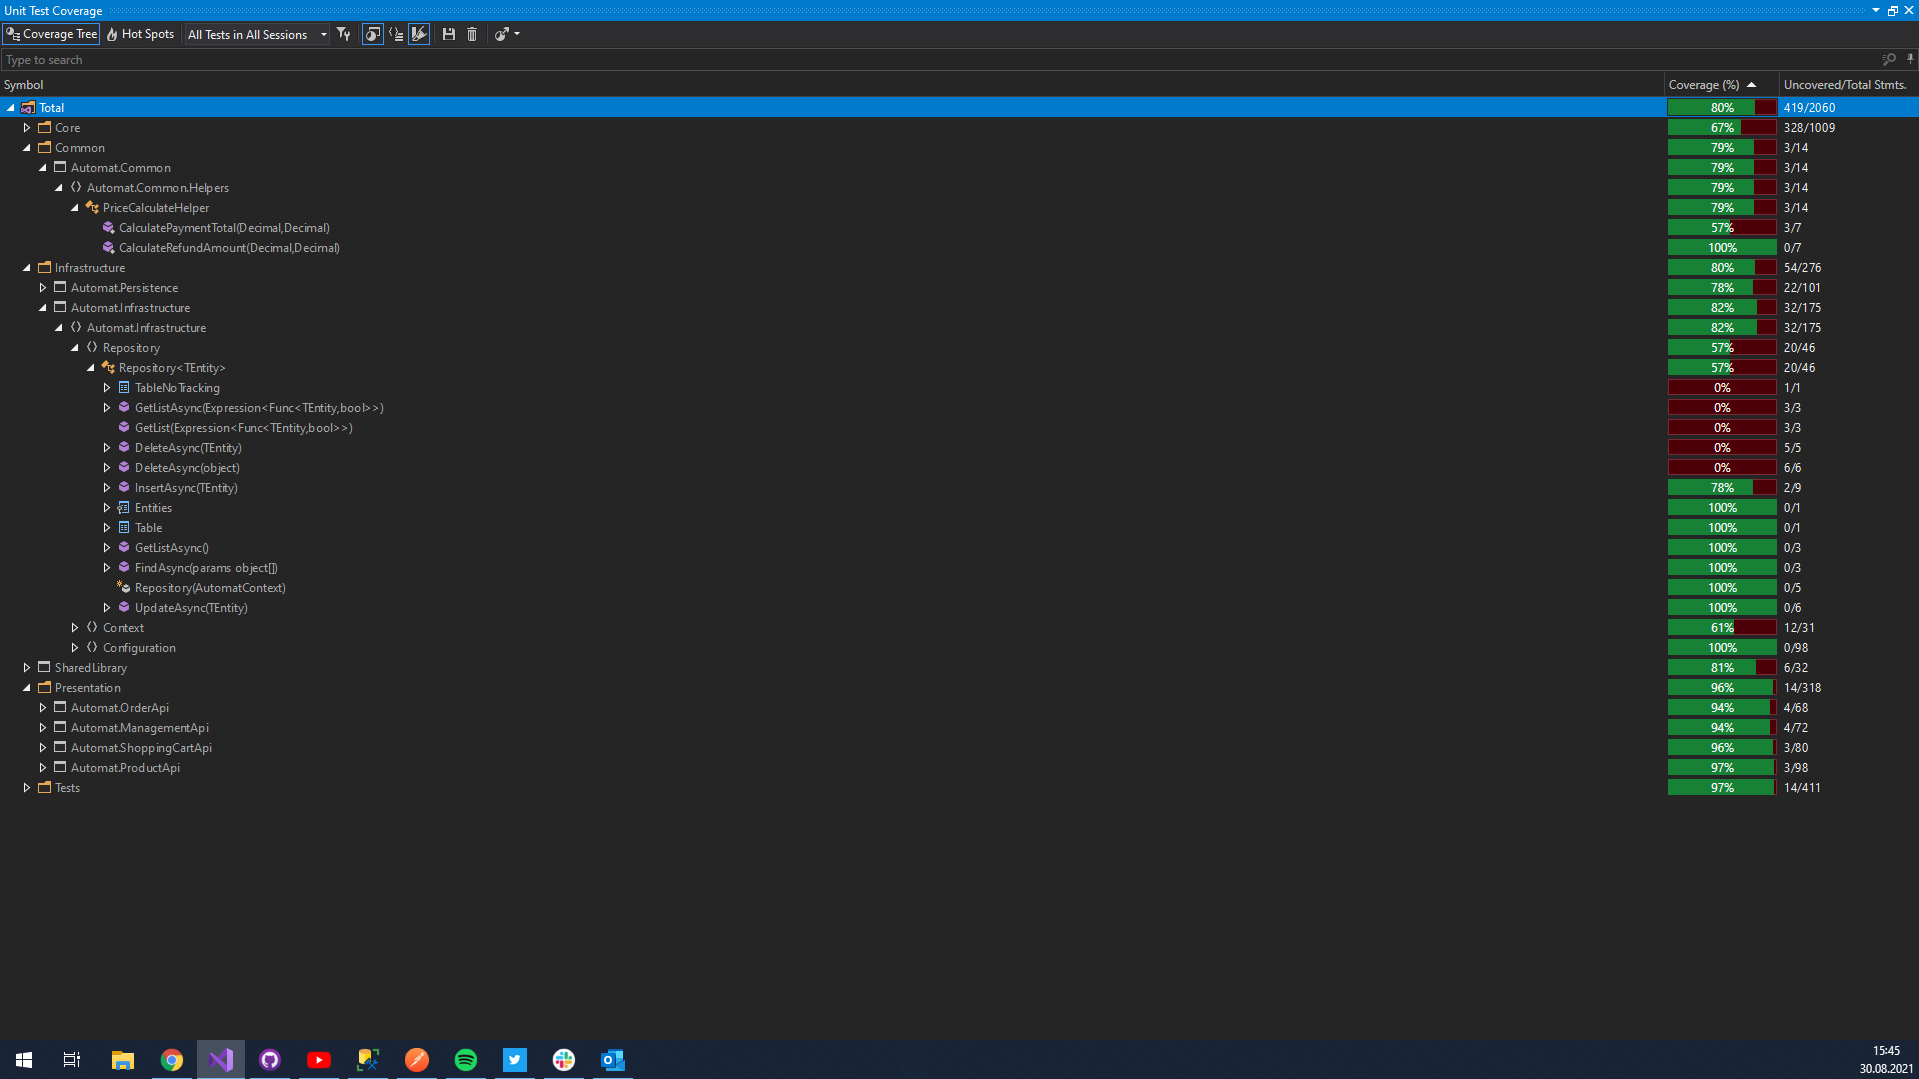 Unit Test Coverage
Coverage Tree Hot Spots All Tests in All Sessions
Type to search
Symbol Coverage (%) Uncovered/Total Stmts.
Total 80% 419/2060
Core 67% 328/1009
Common 79% 3/14
Automat.Common 79% 3/14
Automat.Common.Helpers 79% 3/14
PriceCalculateHelper 79% 3/14
CalculatePaymentTotal(Decimal,Decimal) 57% 3/7
CalculateRefundAmount(Decimal,Decimal) 100% 0/7
Infrastructure 80% 54/276
Automat.Persistence 78% 22/101
Automat.Infrastructure 82% 32/175
Automat.Infrastructure 82% 32/175
Repository 57% 20/46
Repository<TEntity> 57% 20/46
TableNoTracking 0% 1/1
GetListAsync(Expression<Func<TEntity,bool>>) 0% 3/3
GetList(Expression<Func<TEntity,bool>>) 0% 3/3
DeleteAsync(TEntity) 0% 5/5
DeleteAsync(object) 0% 6/6
InsertAsync(TEntity) 78% 2/9
Entities 100% 0/1
Table 100% 0/1
GetListAsync() 100% 0/3
FindAsync(params object[]) 100% 0/3
Repository(AutomatContext) 100% 0/5
UpdateAsync(TEntity) 100% 0/6
Context 61% 12/31
Configuration 100% 0/98
SharedLibrary 81% 6/32
Presentation 96% 14/318
Automat.OrderApi 94% 4/68
Automat.ManagementApi 94% 4/72
Automat.ShoppingCartApi 96% 3/80
Automat.ProductApi 97% 3/98
Tests 97% 14/411
15:45
30.08.2021